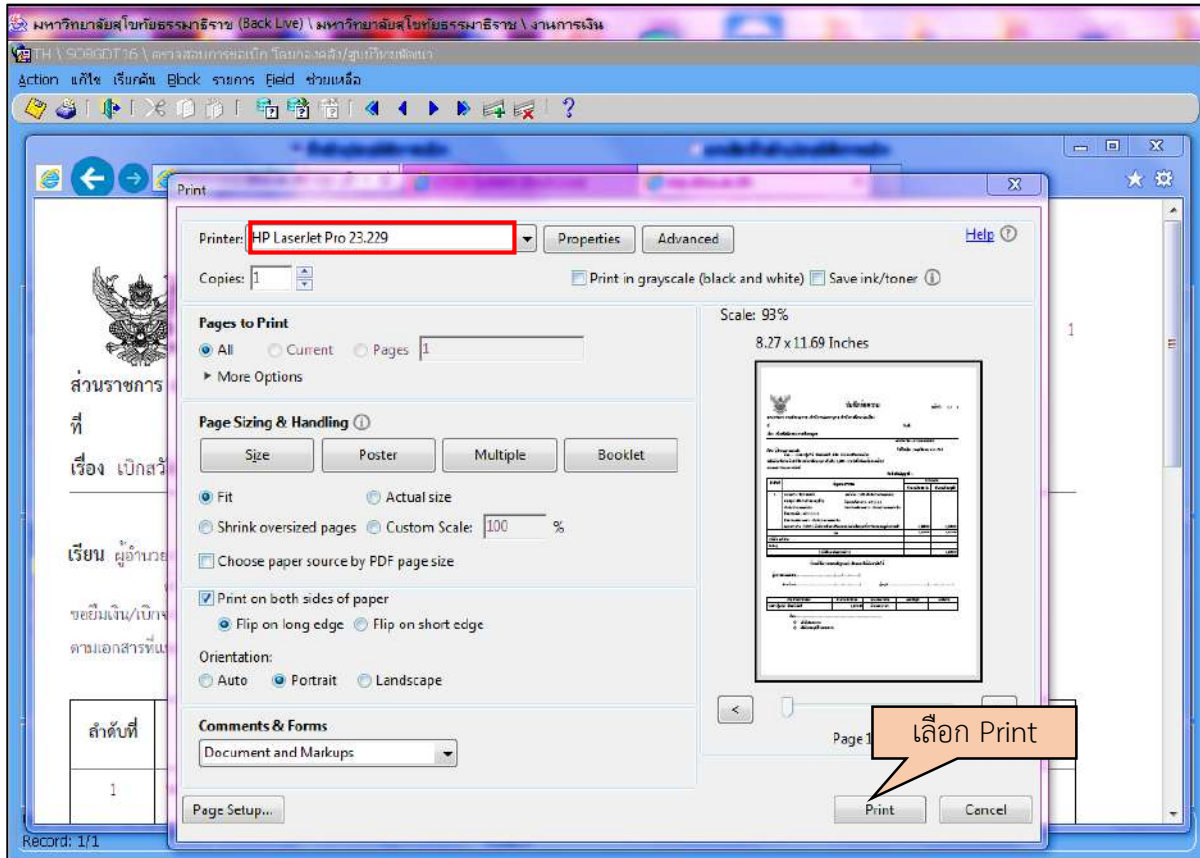 มหาวิทยาลัยสุโขทัยธรรมาธิราช (Back Live) \ มหาวิทยาลัยสุโขทัยธรรมาธิราช \ งานการเงิน
Action แก้ไข เรียกค้น Block รายการ Field ช่วยเหลือ
Print
Printer: HP LaserJet Pro 23.229 Properties Advanced Help
Copies: 1 Print in grayscale (black and white) Save ink/toner
Pages to Print
All Current Pages 1
More Options
Page Sizing & Handling
Size Poster Multiple Booklet
Fit Actual size
Shrink oversized pages Custom Scale: 100 %
Choose paper source by PDF page size
Print on both sides of paper
Flip on long edge Flip on short edge
Orientation:
Auto Portrait Landscape
Comments & Forms
Document and Markups
Page Setup...
Scale: 93%
8.27 x 11.69 Inches
บันทึกข้อความ
<
Page 1
เลือก Print
Print Cancel
1
ส่วนราชการ
ที่
เรื่อง เบิกสวั
เรียน ผู้อำนวย
ขอยืมเงิน/เบิกจ
ตามเอกสารที่แ
ลำดับที่
1
Record: 1/1